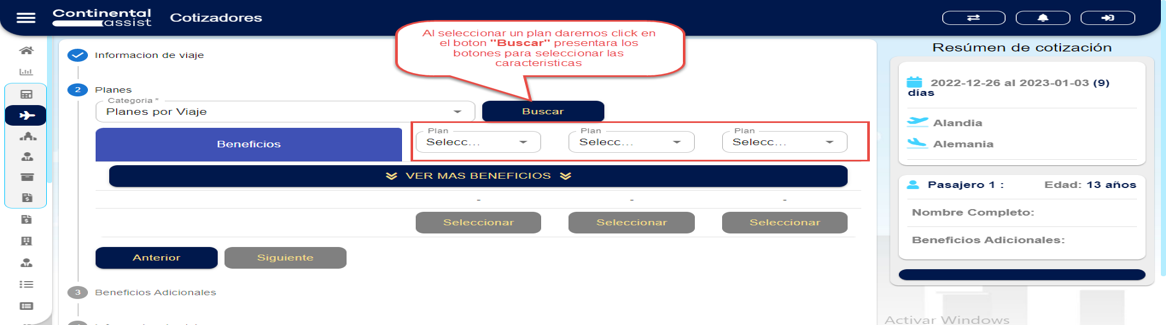 Continental
assist
Cotizadores
Al seleccionar un plan daremos click en
el boton "Buscar" presentara los
botones para seleccionar las
caracteristicas
Informacion de viaje
2 Planes
Categoria *
Planes por Viaje
Buscar
Beneficios
Plan
Selecc...
Plan
Selecc...
Plan
Selecc...
VER MAS BENEFICIOS
- - -
Seleccionar Seleccionar Seleccionar
Anterior Siguiente
3 Beneficios Adicionales
Resúmen de cotización
2022-12-26 al 2023-01-03 (9)
días
Alandia
Alemania
Pasajero 1 : Edad: 13 años
Nombre Completo:
Beneficios Adicionales:
Activar Windows